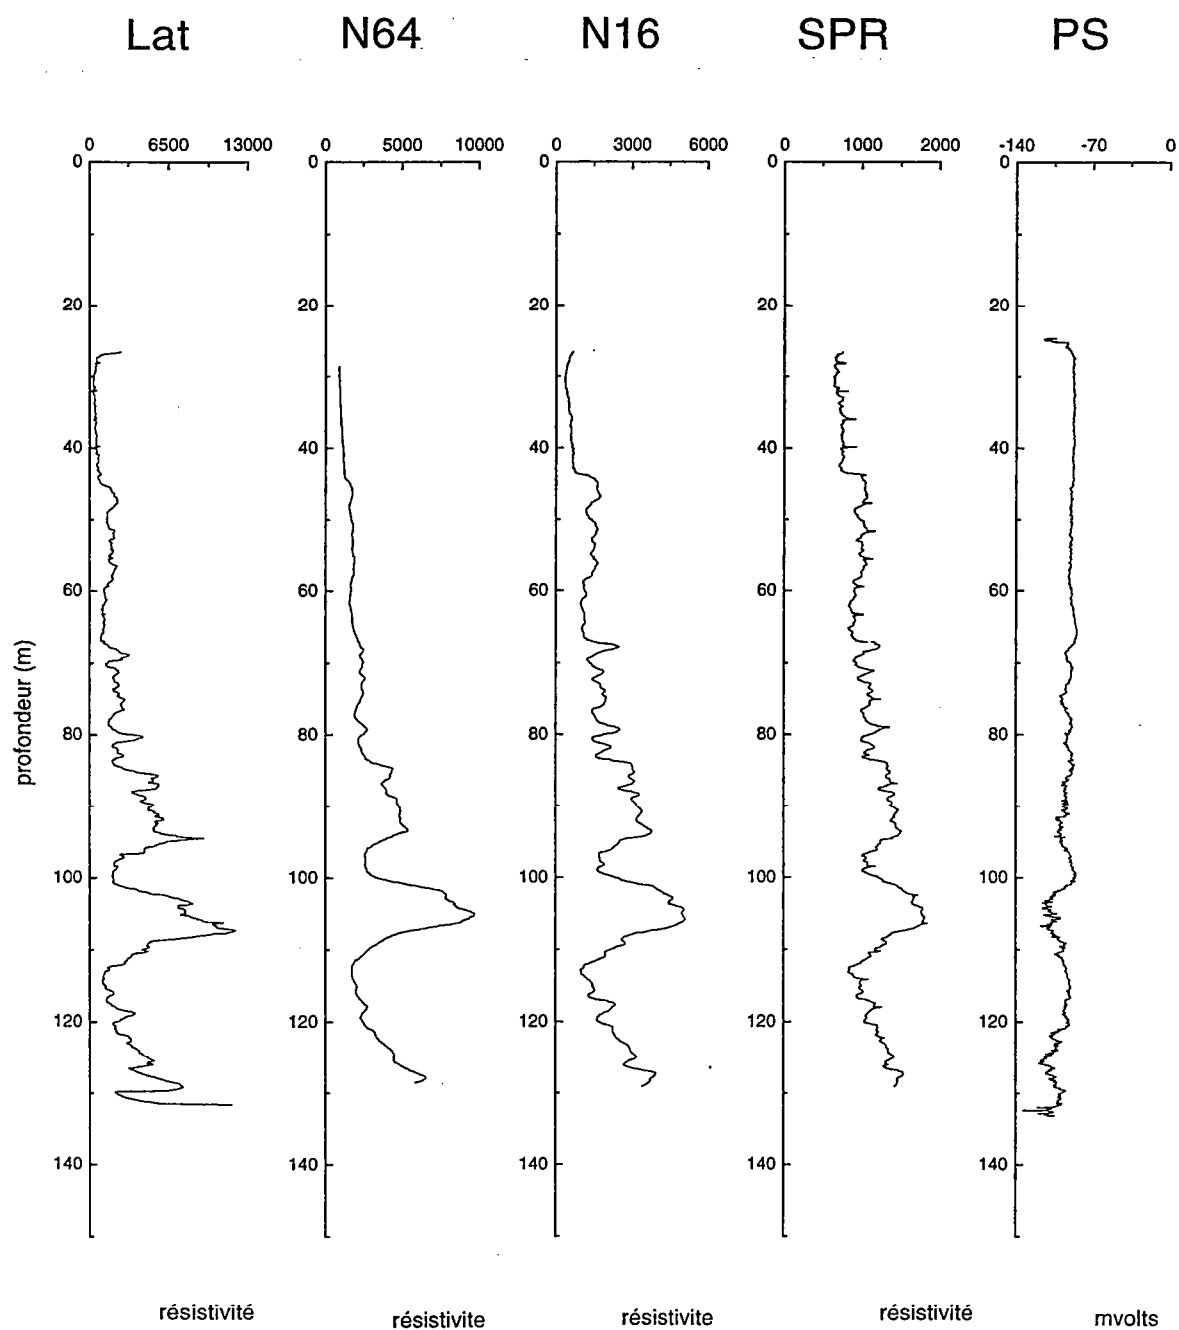 Lat N64 N16 SPR PS
0 6500 13000 0 5000 10000 0 3000 6000 0 1000 2000 -140 -70 0
0 0 0 0 0
20 20 20 20 20
40 40 40 40 40
60 60 60 60 60
profondeur (m)
80 80 80 80 80
100 100 100 100 100
120 120 120 120 120
140 140 140 140 140
résistivité résistivite résistivite résistivité mvolts